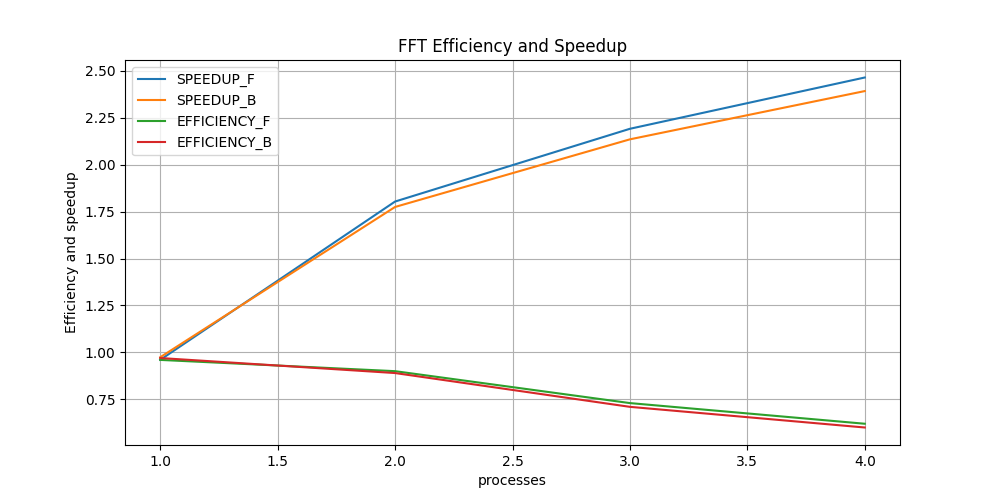 FFT Efficiency and Speedup
SPEEDUP_F
SPEEDUP_B
EFFICIENCY_F
EFFICIENCY_B
Efficiency and speedup
2.50
2.25
2.00
1.75
1.50
1.25
1.00
0.75
1.0 1.5 2.0 2.5 3.0 3.5 4.0
processes